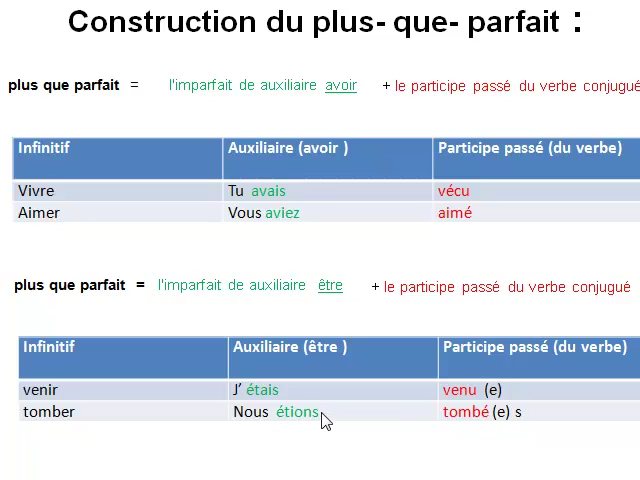 Construction du plus- que- parfait :
plus que parfait = l'imparfait de auxiliaire avoir + le participe passé du verbe conjugué
Infinitif Auxiliaire (avoir ) Participe passé (du verbe)
Vivre Tu avais vécu
Aimer Vous aviez aimé
plus que parfait = l'imparfait de auxiliaire être + le participe passé du verbe conjugué
Infinitif Auxiliaire (être ) Participe passé (du verbe)
venir J' étais venu (e)
tomber Nous étions tombé (e) s